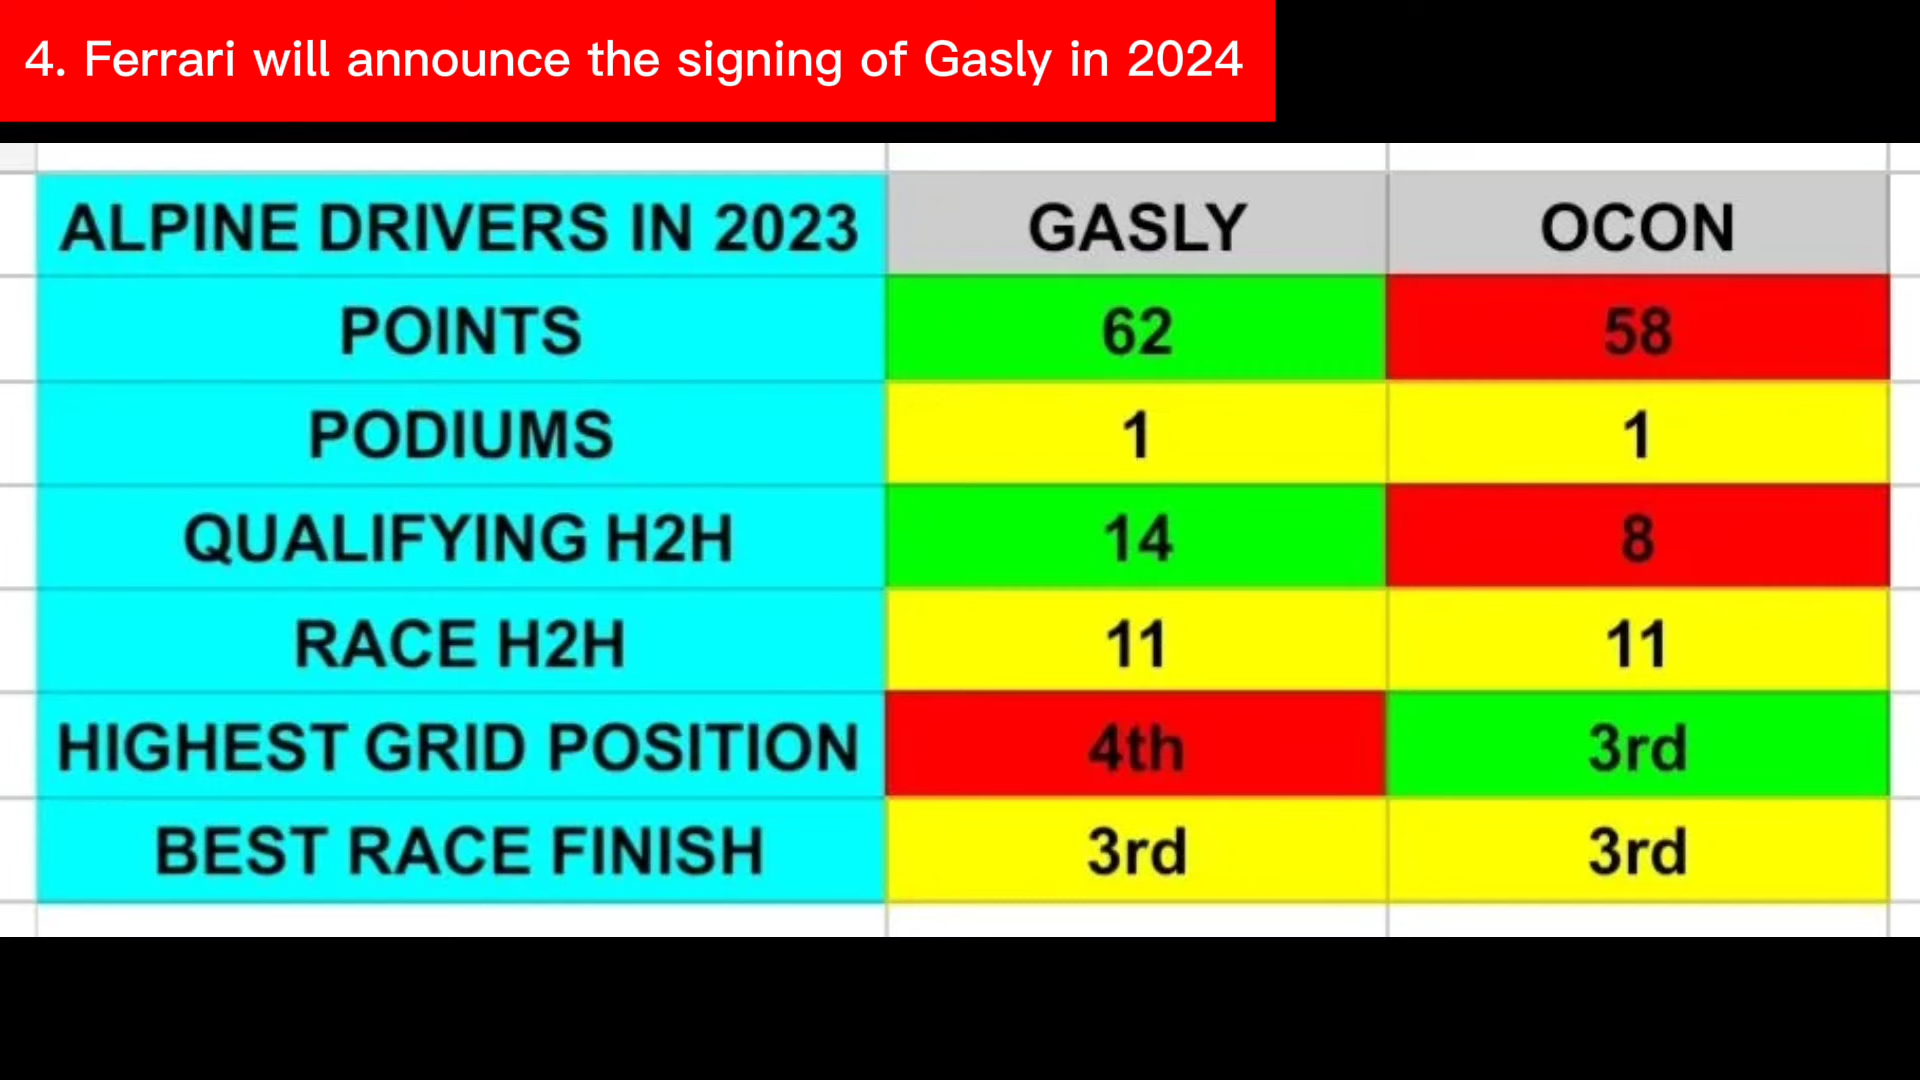 4. Ferrari will announce the signing of Gasly in 2024
ALPINE DRIVERS IN 2023 GASLY OCON
POINTS 62 58
PODIUMS 1 1
QUALIFYING H2H 14 8
RACE H2H 11 11
HIGHEST GRID POSITION 4th 3rd
BEST RACE FINISH 3rd 3rd